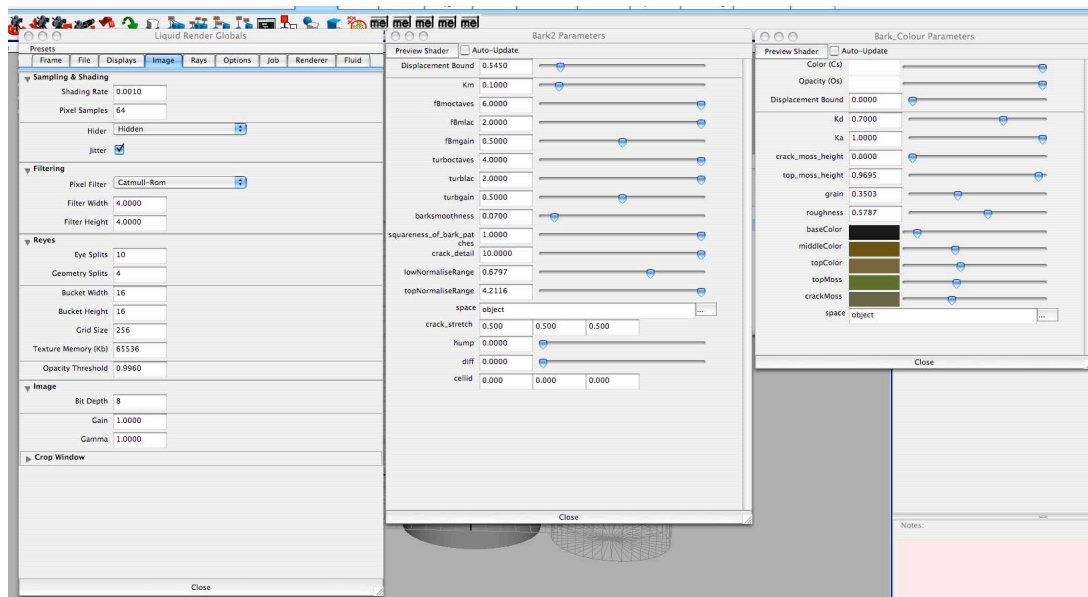 mel mel mel mel mel
Liquid Render Globals
Presets
Frame File Displays Image Rays Options Job Renderer Fluid
Sampling & Shading
Shading Rate 0.0010
Pixel Samples 64
Hider Hidden
Jitter
Filtering
Pixel Filter Catmull-Rom
Filter Width 4.0000
Filter Height 4.0000
Reyes
Eye Splits 10
Geometry Splits 4
Bucket Width 16
Bucket Height 16
Grid Size 256
Texture Memory (Kb) 65536
Opacity Threshold 0.9960
Image
Bit Depth 8
Gain 1.0000
Gamma 1.0000
Crop Window
Close
Bark2 Parameters
Preview Shader Auto-Update
Displacement Bound 0.5450
Km 0.1000
fBmoctaves 6.0000
fBmlac 2.0000
fBmgain 0.5000
turboctaves 4.0000
turblac 2.0000
turbgain 0.5000
barksmoothness 0.0700
squareness_of_bark_pat
ches 1.0000
crack_detail 10.0000
lowNormaliseRange 0.6797
topNormaliseRange 4.2116
space object ...
crack_stretch 0.500 0.500 0.500
hump 0.0000
diff 0.0000
cellid 0.000 0.000 0.000
Close
Bark_Colour Parameters
Preview Shader Auto-Update
Color (Cs)
Opacity (Os)
Displacement Bound 0.0000
Kd 0.7000
Ka 1.0000
crack_moss_height 0.0000
top_moss_height 0.9695
grain 0.3503
roughness 0.5787
baseColor
middleColor
topColor
topMoss
crackMoss
space object ...
Close
Notes: